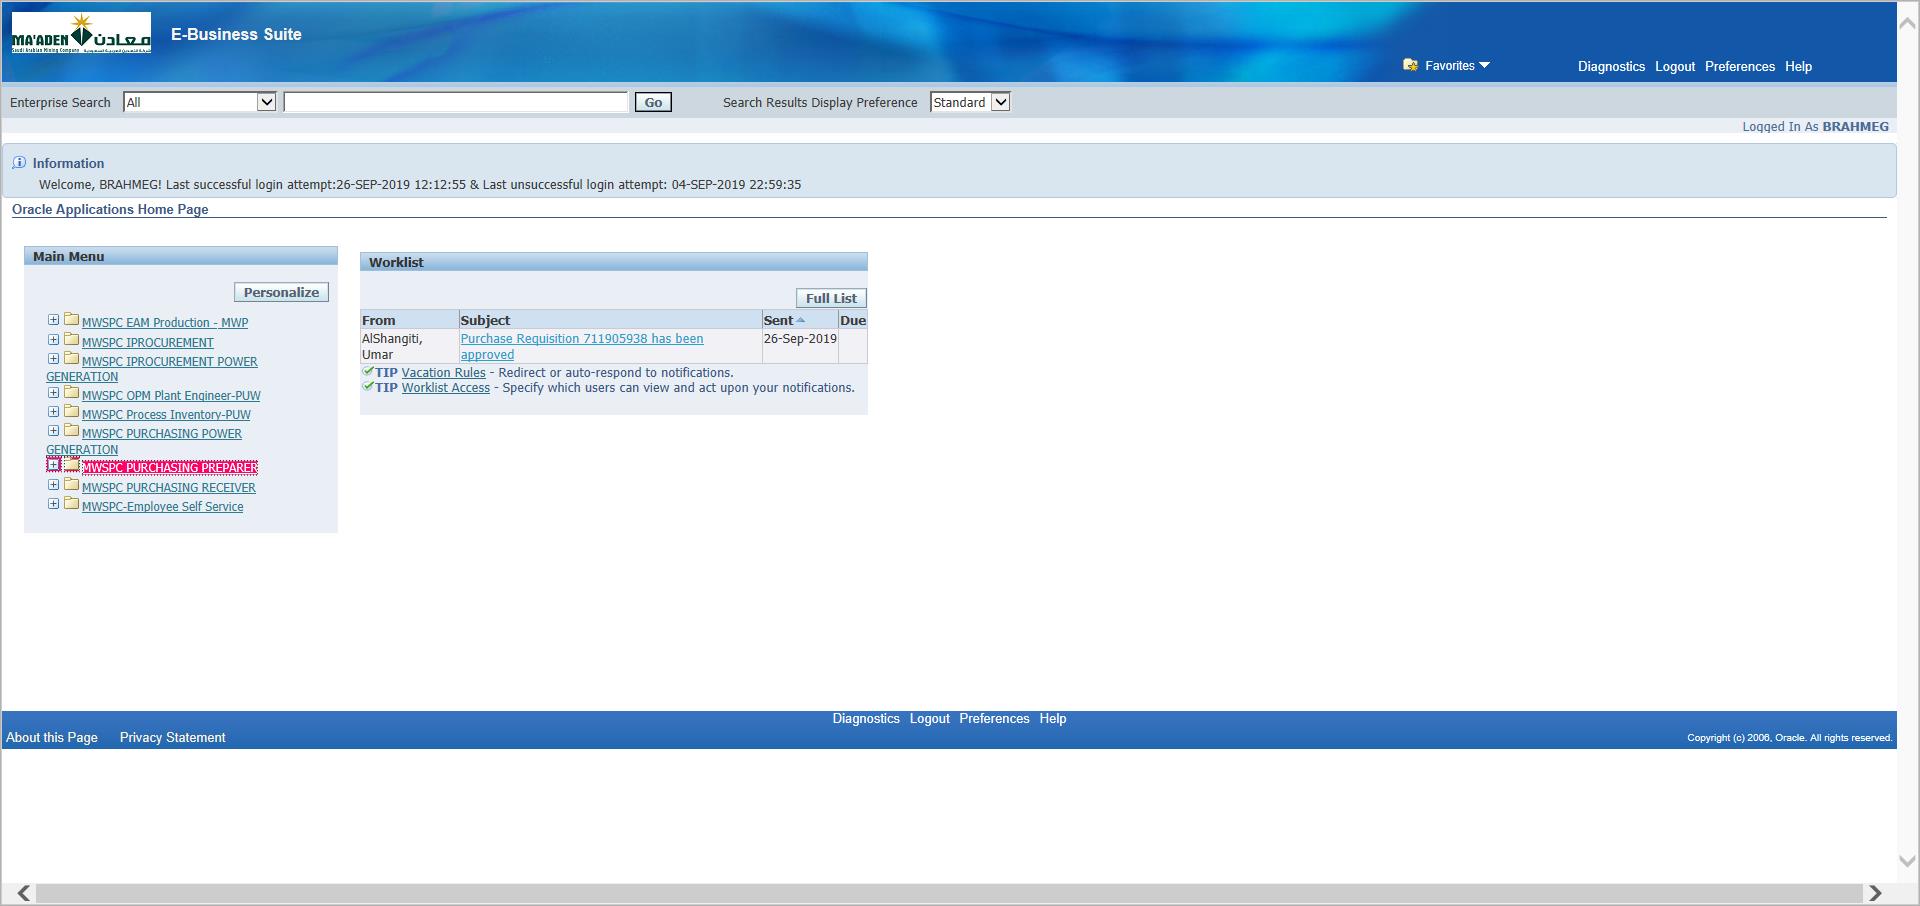 MA'ADEN معادن
Saudi Arabian Mining Company
E-Business Suite
Favorites
Diagnostics Logout Preferences Help
Enterprise Search All Go Search Results Display Preference Standard
Logged In As BRAHMEG
Information
Welcome, BRAHMEG! Last successful login attempt:26-SEP-2019 12:12:55 & Last unsuccessful login attempt: 04-SEP-2019 22:59:35
Oracle Applications Home Page
Main Menu
Personalize
MWSPC EAM Production - MWP
MWSPC IPROCUREMENT
MWSPC IPROCUREMENT POWER
GENERATION
MWSPC OPM Plant Engineer-PUW
MWSPC Process Inventory-PUW
MWSPC PURCHASING POWER
GENERATION
MWSPC PURCHASING PREPARER
MWSPC PURCHASING RECEIVER
MWSPC-Employee Self Service
Worklist
Full List
From Subject Sent Due
AlShangiti, Purchase Requisition 711905938 has been 26-Sep-2019
Umar approved
TIP Vacation Rules - Redirect or auto-respond to notifications.
TIP Worklist Access - Specify which users can view and act upon your notifications.
Diagnostics Logout Preferences Help
About this Page Privacy Statement
Copyright (c) 2006, Oracle. All rights reserved.